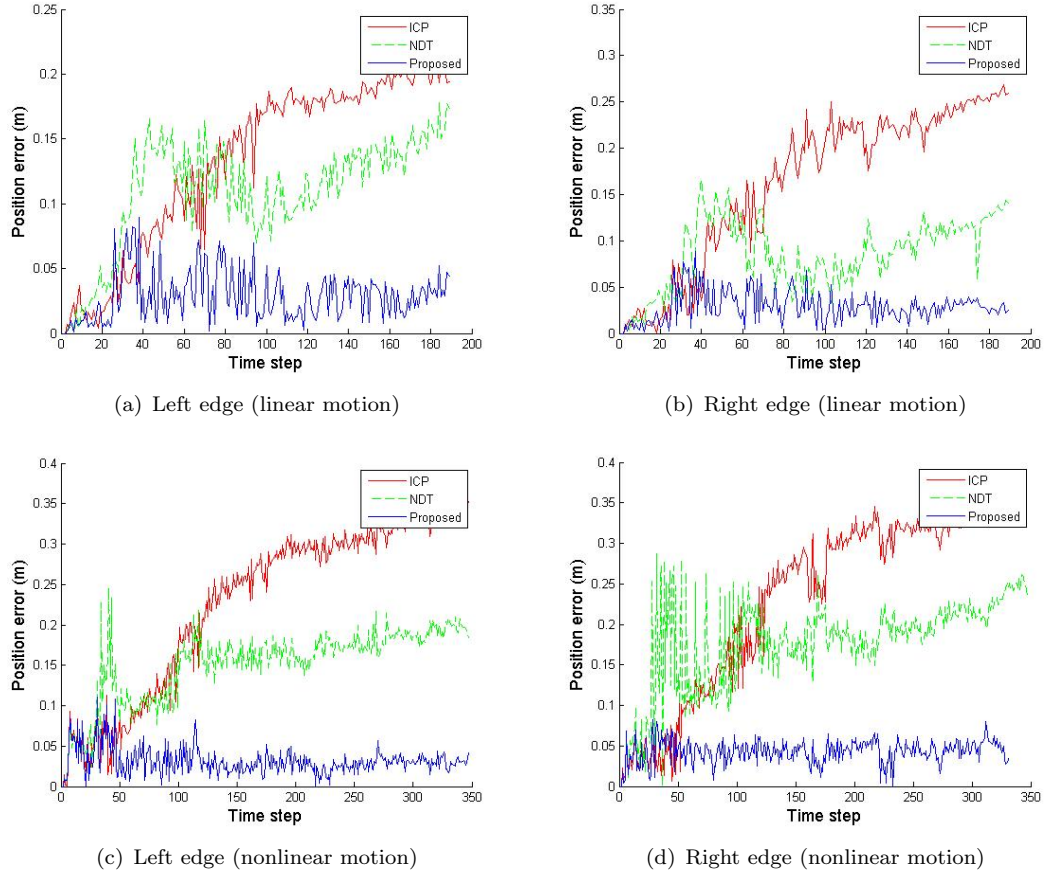 0.25
0.2
0.15
0.1
0.05
0
Position error (m)
ICP
NDT
Proposed
0 20 40 60 80 100 120 140 160 180 200
Time step
(a) Left edge (linear motion)
0.35
0.3
0.25
0.2
0.15
0.1
0.05
0
Position error (m)
ICP
NDT
Proposed
0 20 40 60 80 100 120 140 160 180 200
Time step
(b) Right edge (linear motion)
0.4
0.35
0.3
0.25
0.2
0.15
0.1
0.05
0
Position error (m)
ICP
NDT
Proposed
0 50 100 150 200 250 300 350
Time step
(c) Left edge (nonlinear motion)
0.4
0.35
0.3
0.25
0.2
0.15
0.1
0.05
0
Position error (m)
ICP
NDT
Proposed
0 50 100 150 200 250 300 350
Time step
(d) Right edge (nonlinear motion)